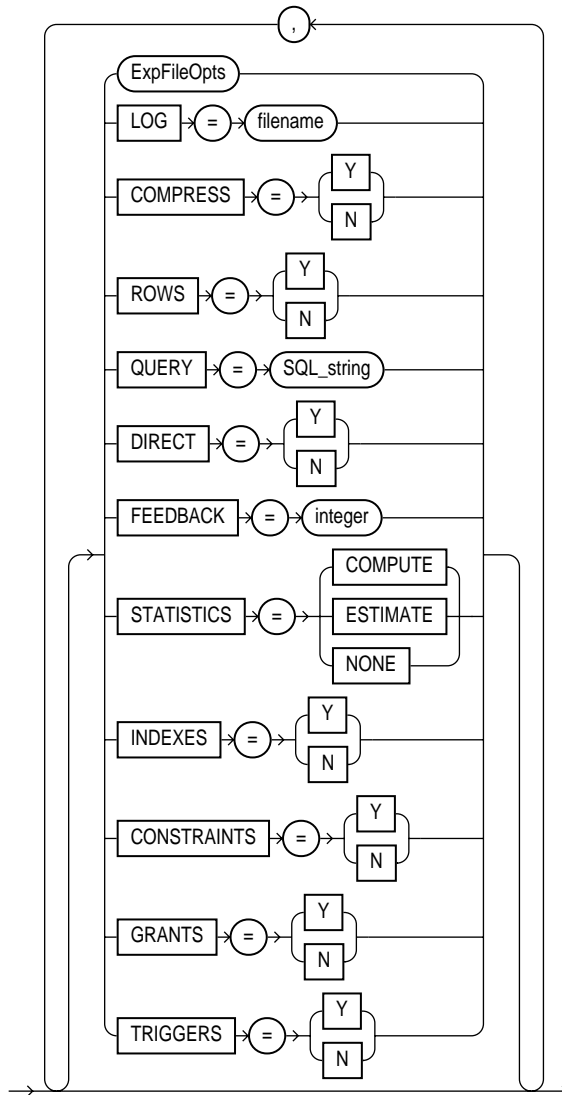 ,
ExpFileOpts
LOG = filename
COMPRESS = Y
N
ROWS = Y
N
QUERY = SQL_string
DIRECT = Y
N
FEEDBACK = integer
COMPUTE
STATISTICS = ESTIMATE
NONE
INDEXES = Y
N
CONSTRAINTS = Y
N
GRANTS = Y
N
TRIGGERS = Y
N